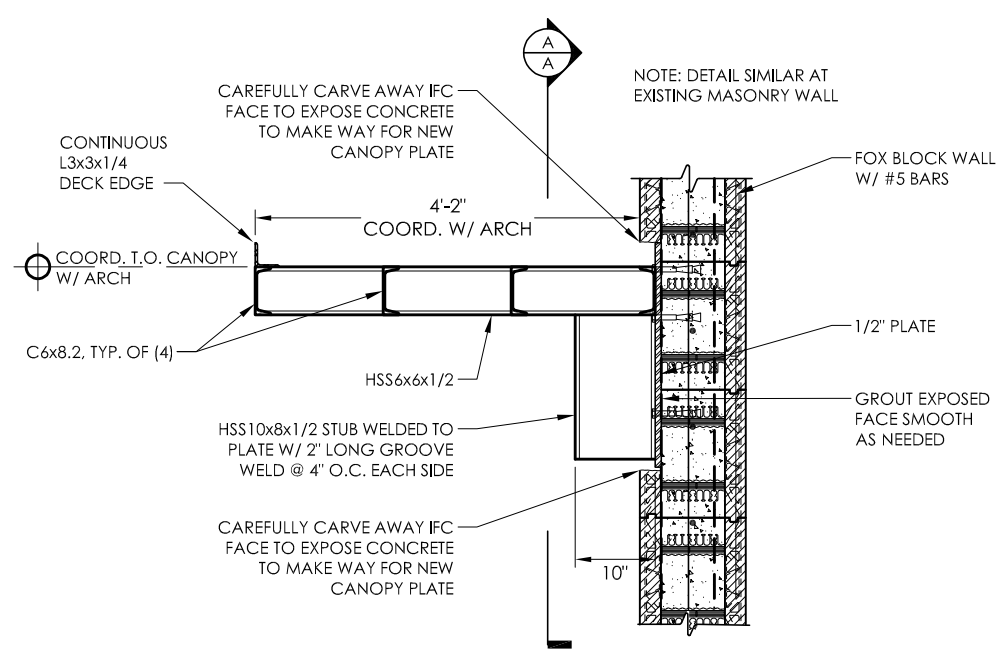 A
A
NOTE: DETAIL SIMILAR AT
EXISTING MASONRY WALL
CAREFULLY CARVE AWAY IFC
FACE TO EXPOSE CONCRETE
TO MAKE WAY FOR NEW
CANOPY PLATE
CONTINUOUS
L3x3x1/4
DECK EDGE
FOX BLOCK WALL
W/ #5 BARS
4'-2"
COORD. W/ ARCH
COORD. T.O. CANOPY
W/ ARCH
C6x8.2, TYP. OF (4)
HSS6x6x1/2
1/2" PLATE
HSS10x8x1/2 STUB WELDED TO
PLATE W/ 2" LONG GROOVE
WELD @ 4" O.C. EACH SIDE
GROUT EXPOSED
FACE SMOOTH
AS NEEDED
CAREFULLY CARVE AWAY IFC
FACE TO EXPOSE CONCRETE
TO MAKE WAY FOR NEW
CANOPY PLATE
10"